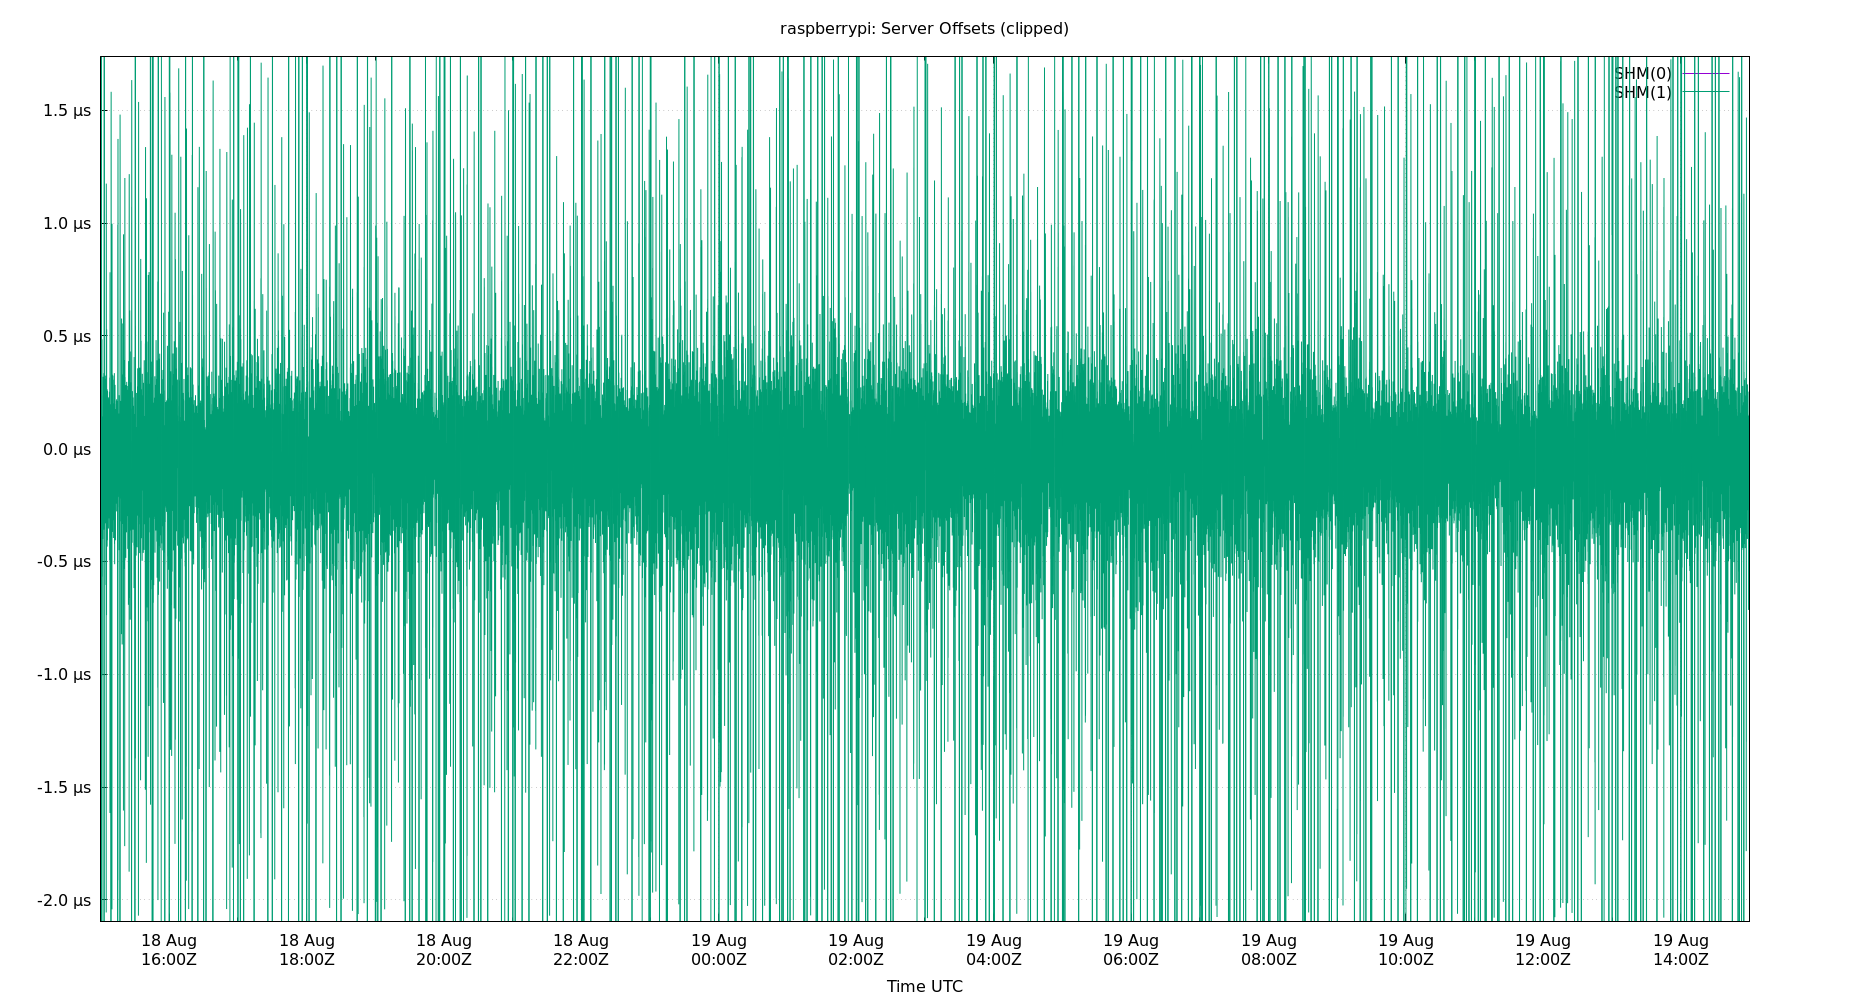 raspberrypi: Server Offsets (clipped)
SHM(0)
SHM(1)
1.5 µs
1.0 µs
0.5 µs
0.0 µs
-0.5 µs
-1.0 µs
-1.5 µs
-2.0 µs
18 Aug 18 Aug 18 Aug 18 Aug 19 Aug 19 Aug 19 Aug 19 Aug 19 Aug 19 Aug 19 Aug 19 Aug
16:00Z 18:00Z 20:00Z 22:00Z 00:00Z 02:00Z 04:00Z 06:00Z 08:00Z 10:00Z 12:00Z 14:00Z
Time UTC